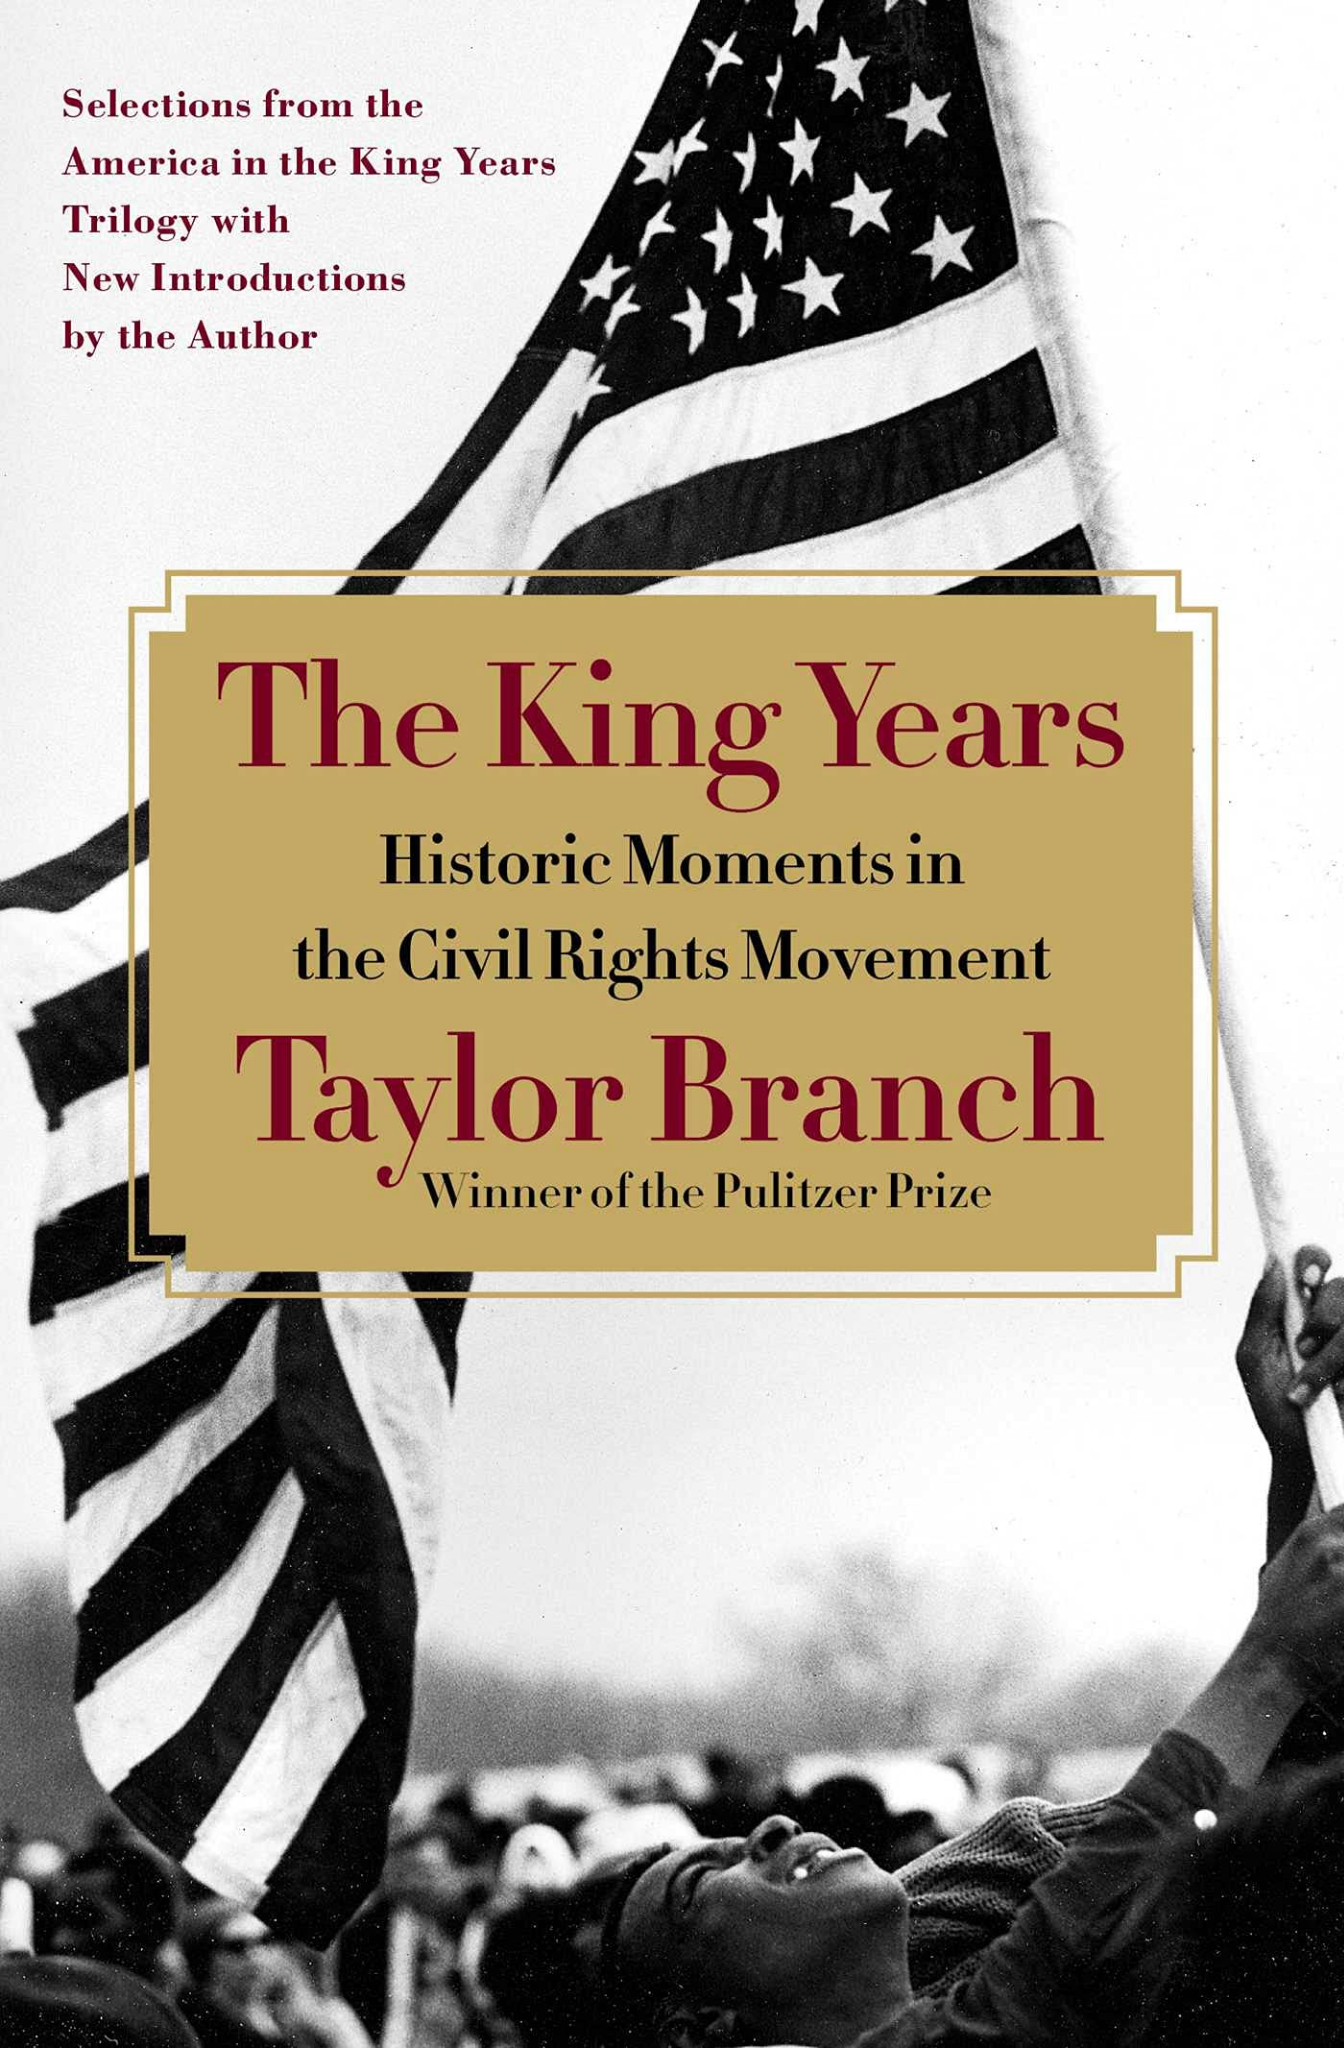 Selections from the
America in the King Years
Trilogy with
New Introductions
by the Author
The King Years
Historic Moments in
the Civil Rights Movement
Taylor Branch
Winner of the Pulitzer Prize